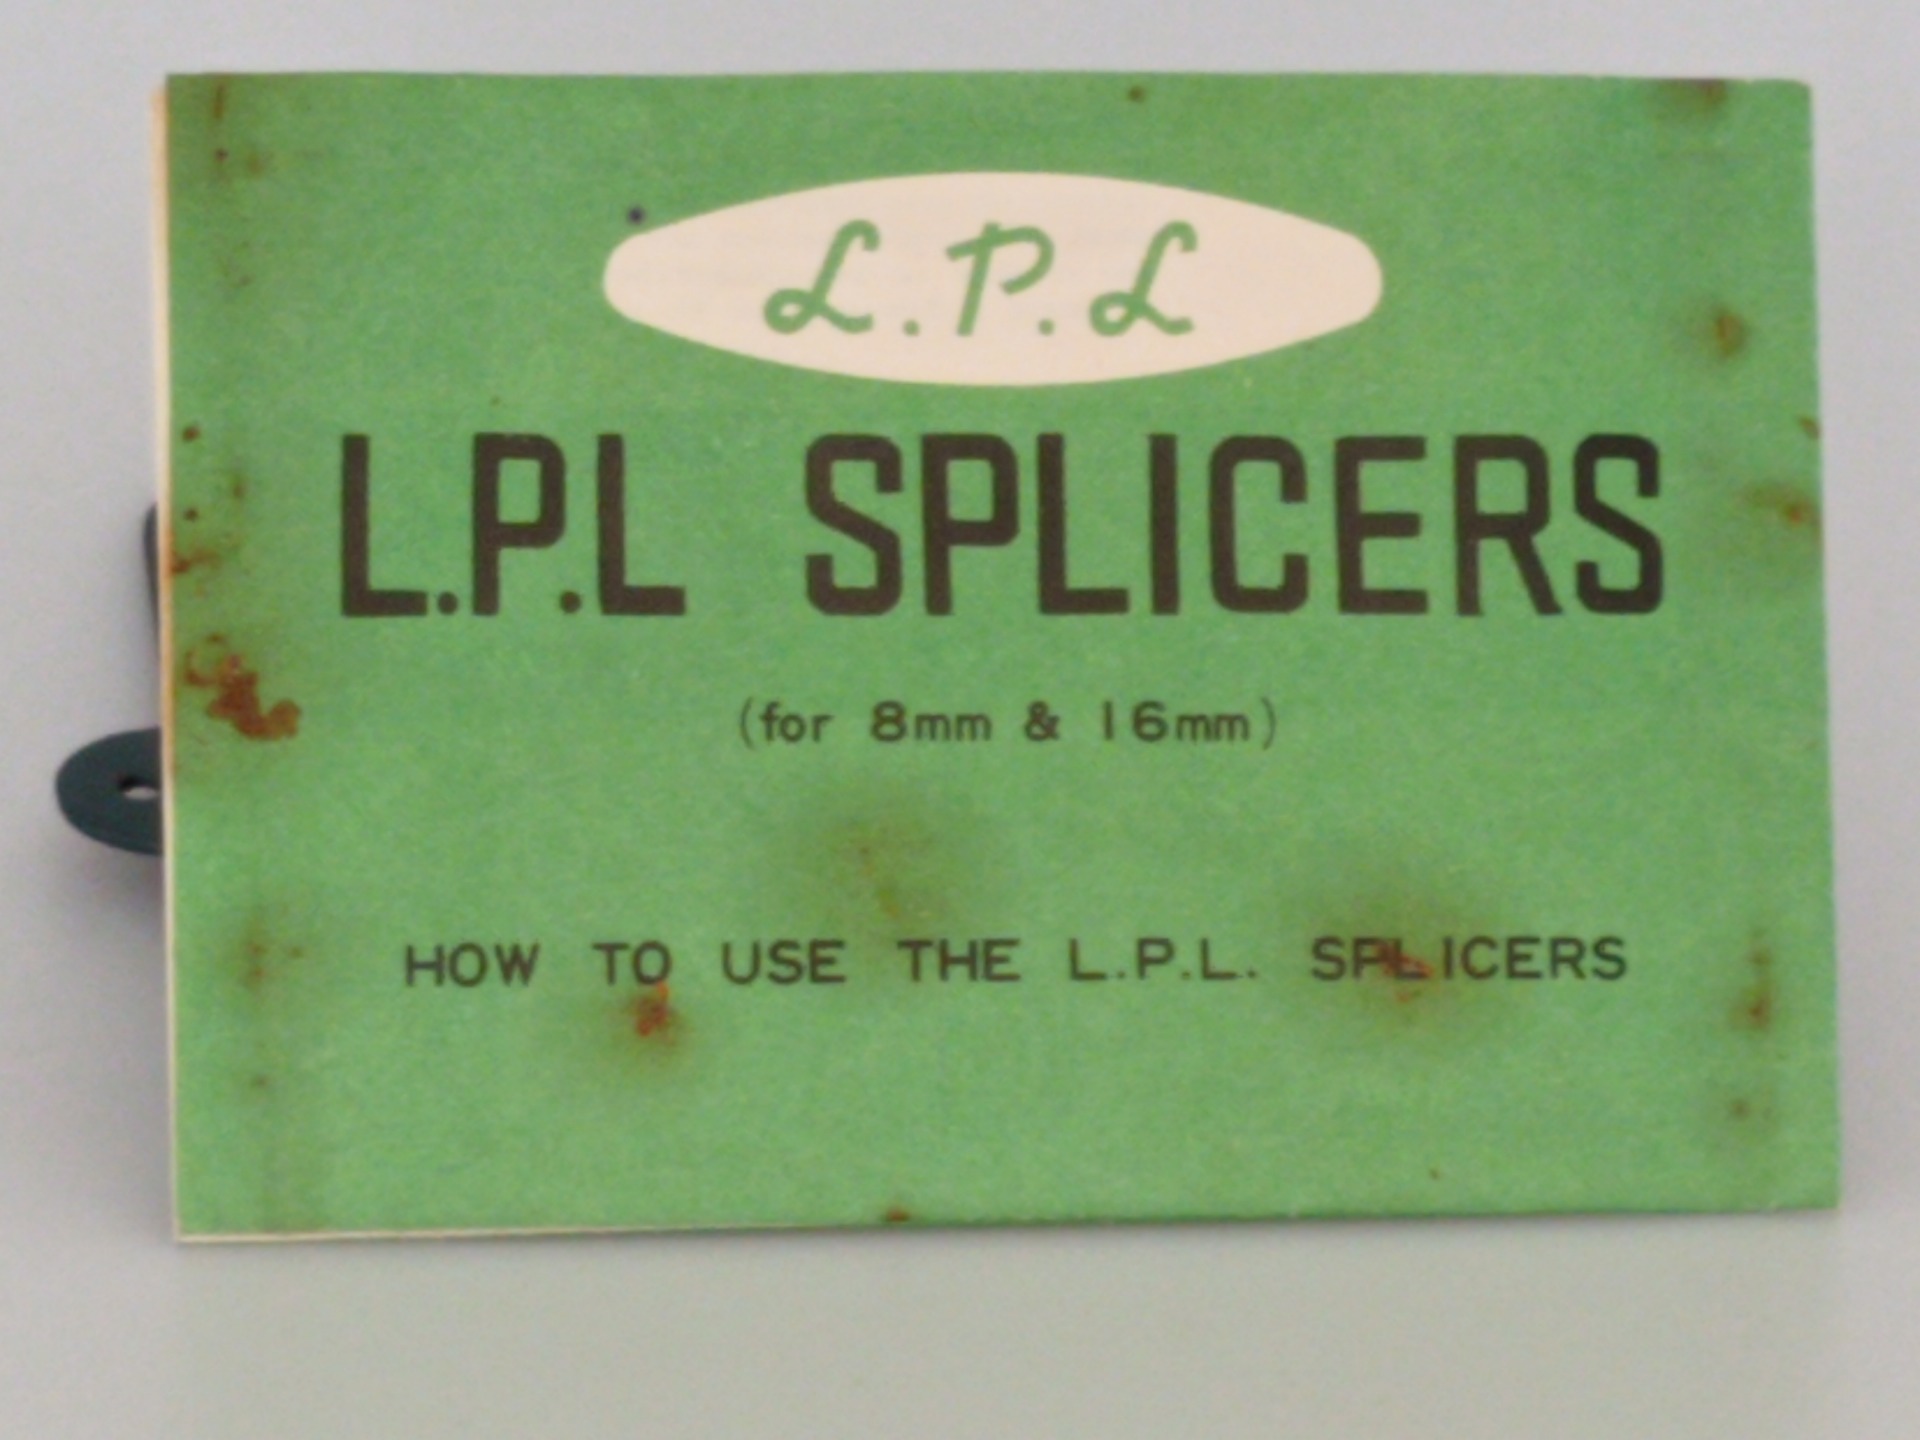 L.P.L
L.P.L SPLICERS
(for 8mm & 16mm)
HOW TO USE THE L.P.L. SPLICERS